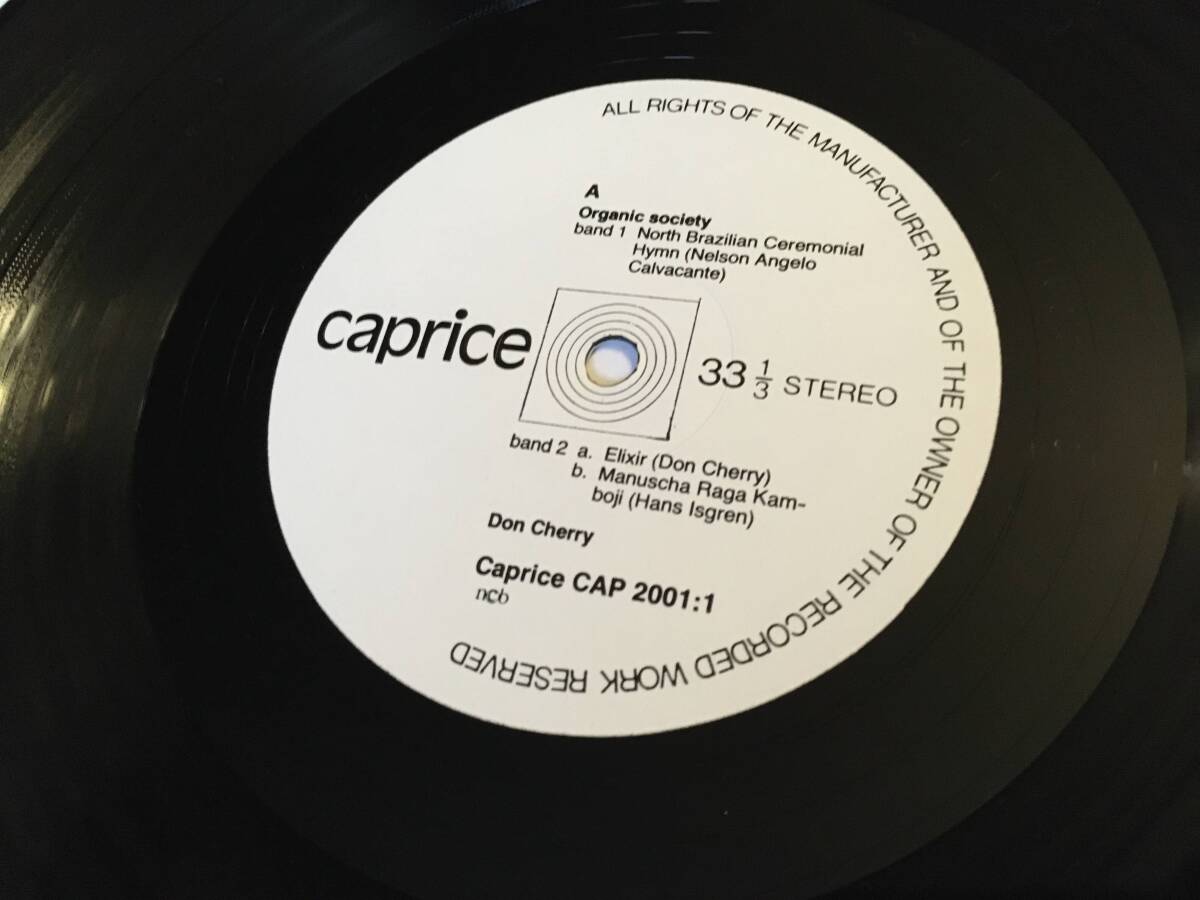 ALL RIGHTS OF THE MANUFACTURER AND OF THE OWNER OF THE RECORDED WORK RESERVED
A
Organic society
band 1 North Brazilian Ceremonial
Hymn (Nelson Angelo
Calvacante)
caprice
33 1/3 STEREO
band 2 a. Elixir (Don Cherry)
b. Manuscha Raga Kam-
boji (Hans Isgren)
Don Cherry
Caprice CAP 2001:1
ncb